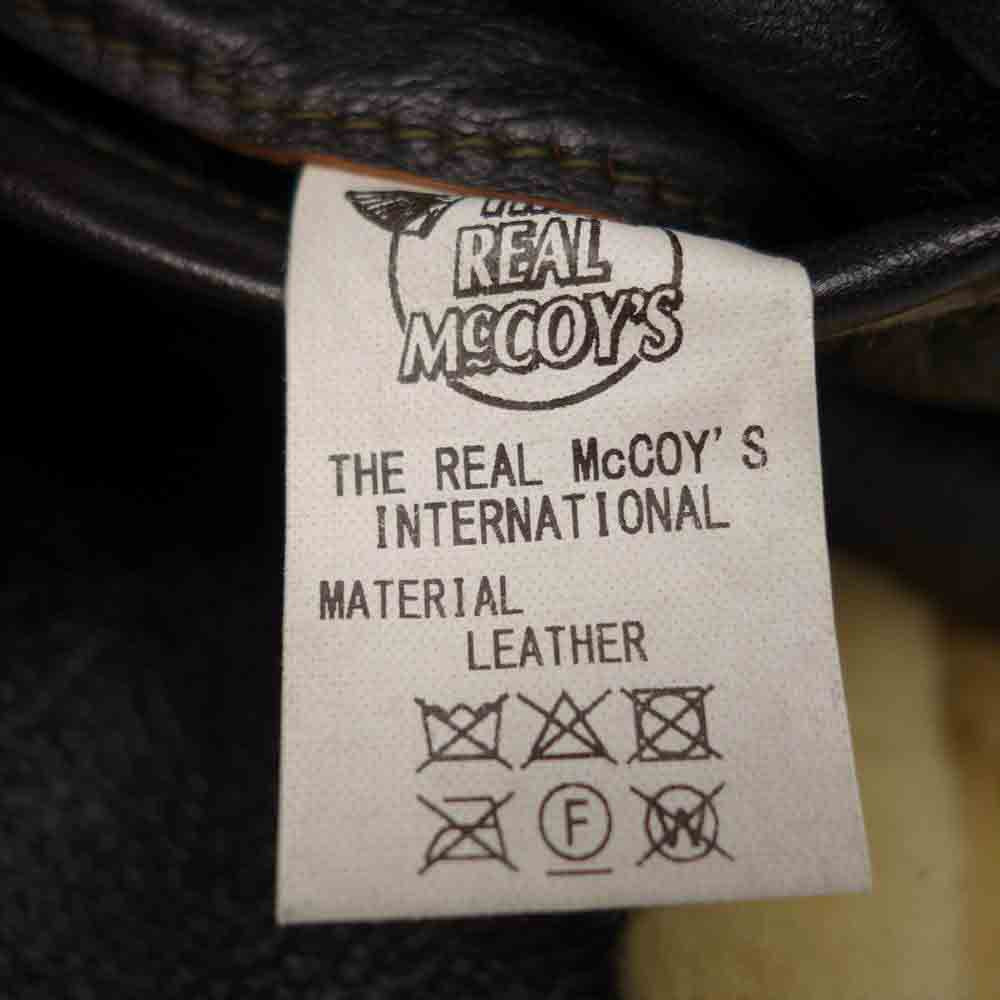 REAL
McCOY'S
THE REAL McCOY'S
INTERNATIONAL
MATERIAL
LEATHER
F
W